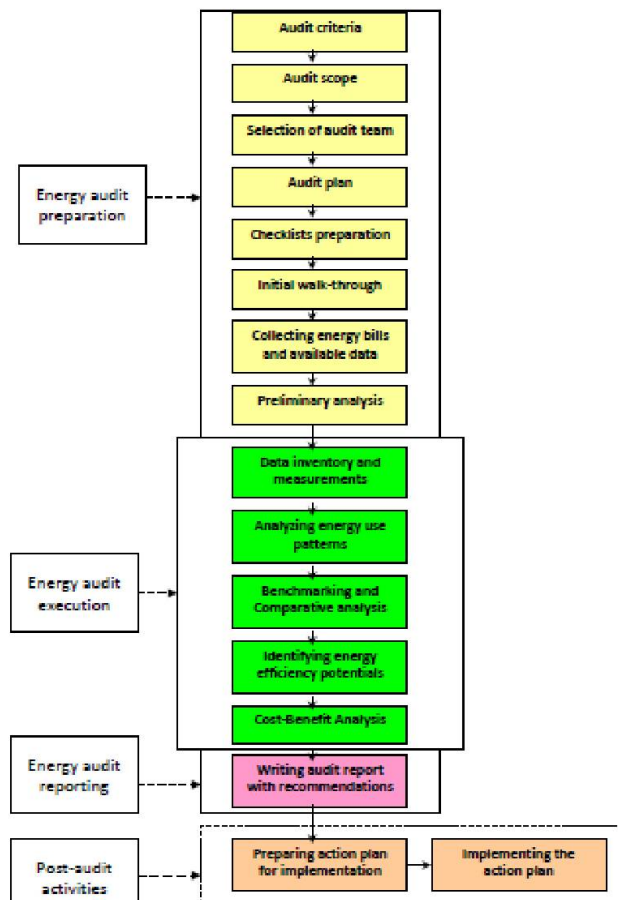 Audit criteria
Audit scope
Selection of audit team
Audit plan
Checklists preparation
Initial walk-through
Collecting energy bills
and available data
Preliminary analysis
Energy audit
preparation
Data inventory and
measurements
Analyzing energy use
patterns
Benchmarking and
Comparative analysis
Identifying energy
efficiency potentials
Cost-Benefit Analysis
Energy audit
execution
Writing audit report
with recommendations
Energy audit
reporting
Preparing action plan
for implementation
Implementing the
action plan
Post-audit
activities